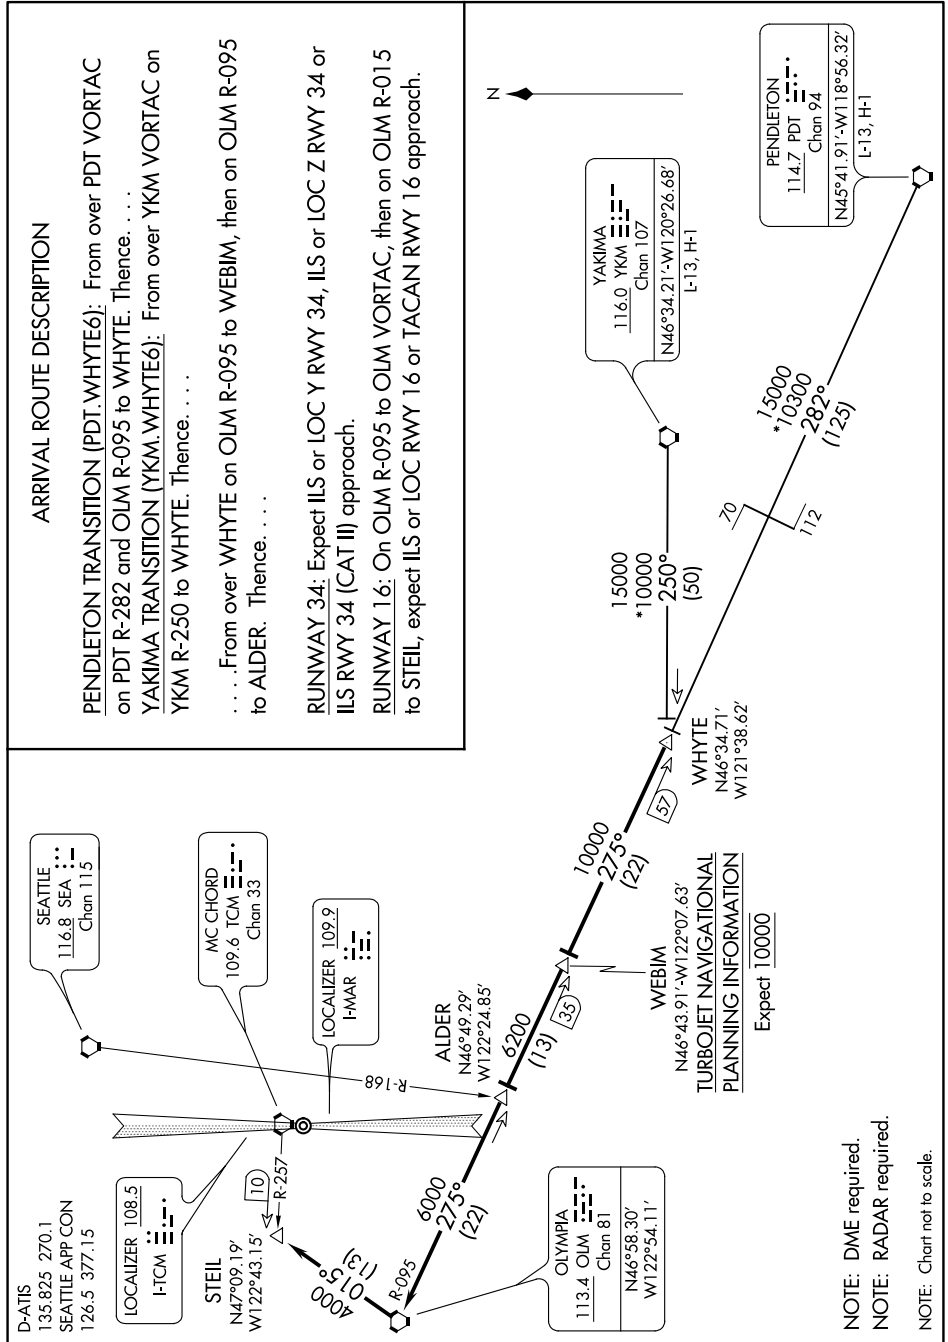 D-ATIS
135.825 270.1
SEATTLE APP CON
126.5 377.15
ARRIVAL ROUTE DESCRIPTION
PENDLETON TRANSITION (PDT.WHYTE6): From over PDT VORTAC
on PDT R-282 and OLM R-095 to WHYTE. Thence. . . .
YAKIMA TRANSITION (YKM.WHYTE6): From over YKM VORTAC on
YKM R-250 to WHYTE. Thence. . . .
. . . .From over WHYTE on OLM R-095 to WEBIM, then on OLM R-095
to ALDER. Thence. . . .
RUNWAY 34: Expect ILS or LOC Y RWY 34, ILS or LOC Z RWY 34 or
ILS RWY 34 (CAT II) approach.
RUNWAY 16: On OLM R-095 to OLM VORTAC, then on OLM R-015
to STEIL, expect ILS or LOC RWY 16 or TACAN RWY 16 approach.
SEATTLE
116.8 SEA
Chan 115
LOCALIZER 108.5
I-TCM
MC CHORD
109.6 TCM
Chan 33
LOCALIZER 109.9
I-MAR
N
STEIL
N47°09.19′
W122°43.15′
10
R-257
R-168
4000
015°
(13)
R-095
6000
275°
(22)
OLYMPIA
113.4 OLM
Chan 81
N46°58.30′
W122°54.11′
ALDER
N46°49.29′
W122°24.85′
6200
(13)
35
WEBIM
N46°43.91′-W122°07.63′
TURBOJET NAVIGATIONAL
PLANNING INFORMATION
Expect 10000
10000
275°
(22)
57
WHYTE
N46°34.71′
W121°38.62′
15000
*10000
250°
(50)
YAKIMA
116.0 YKM
Chan 107
N46°34.21′-W120°26.68′
L-13, H-1
15000
*10300
282°
(125)
70
112
PENDLETON
114.7 PDT
Chan 94
N45°41.91′-W118°56.32′
L-13, H-1
NOTE: DME required.
NOTE: RADAR required.
NOTE: Chart not to scale.